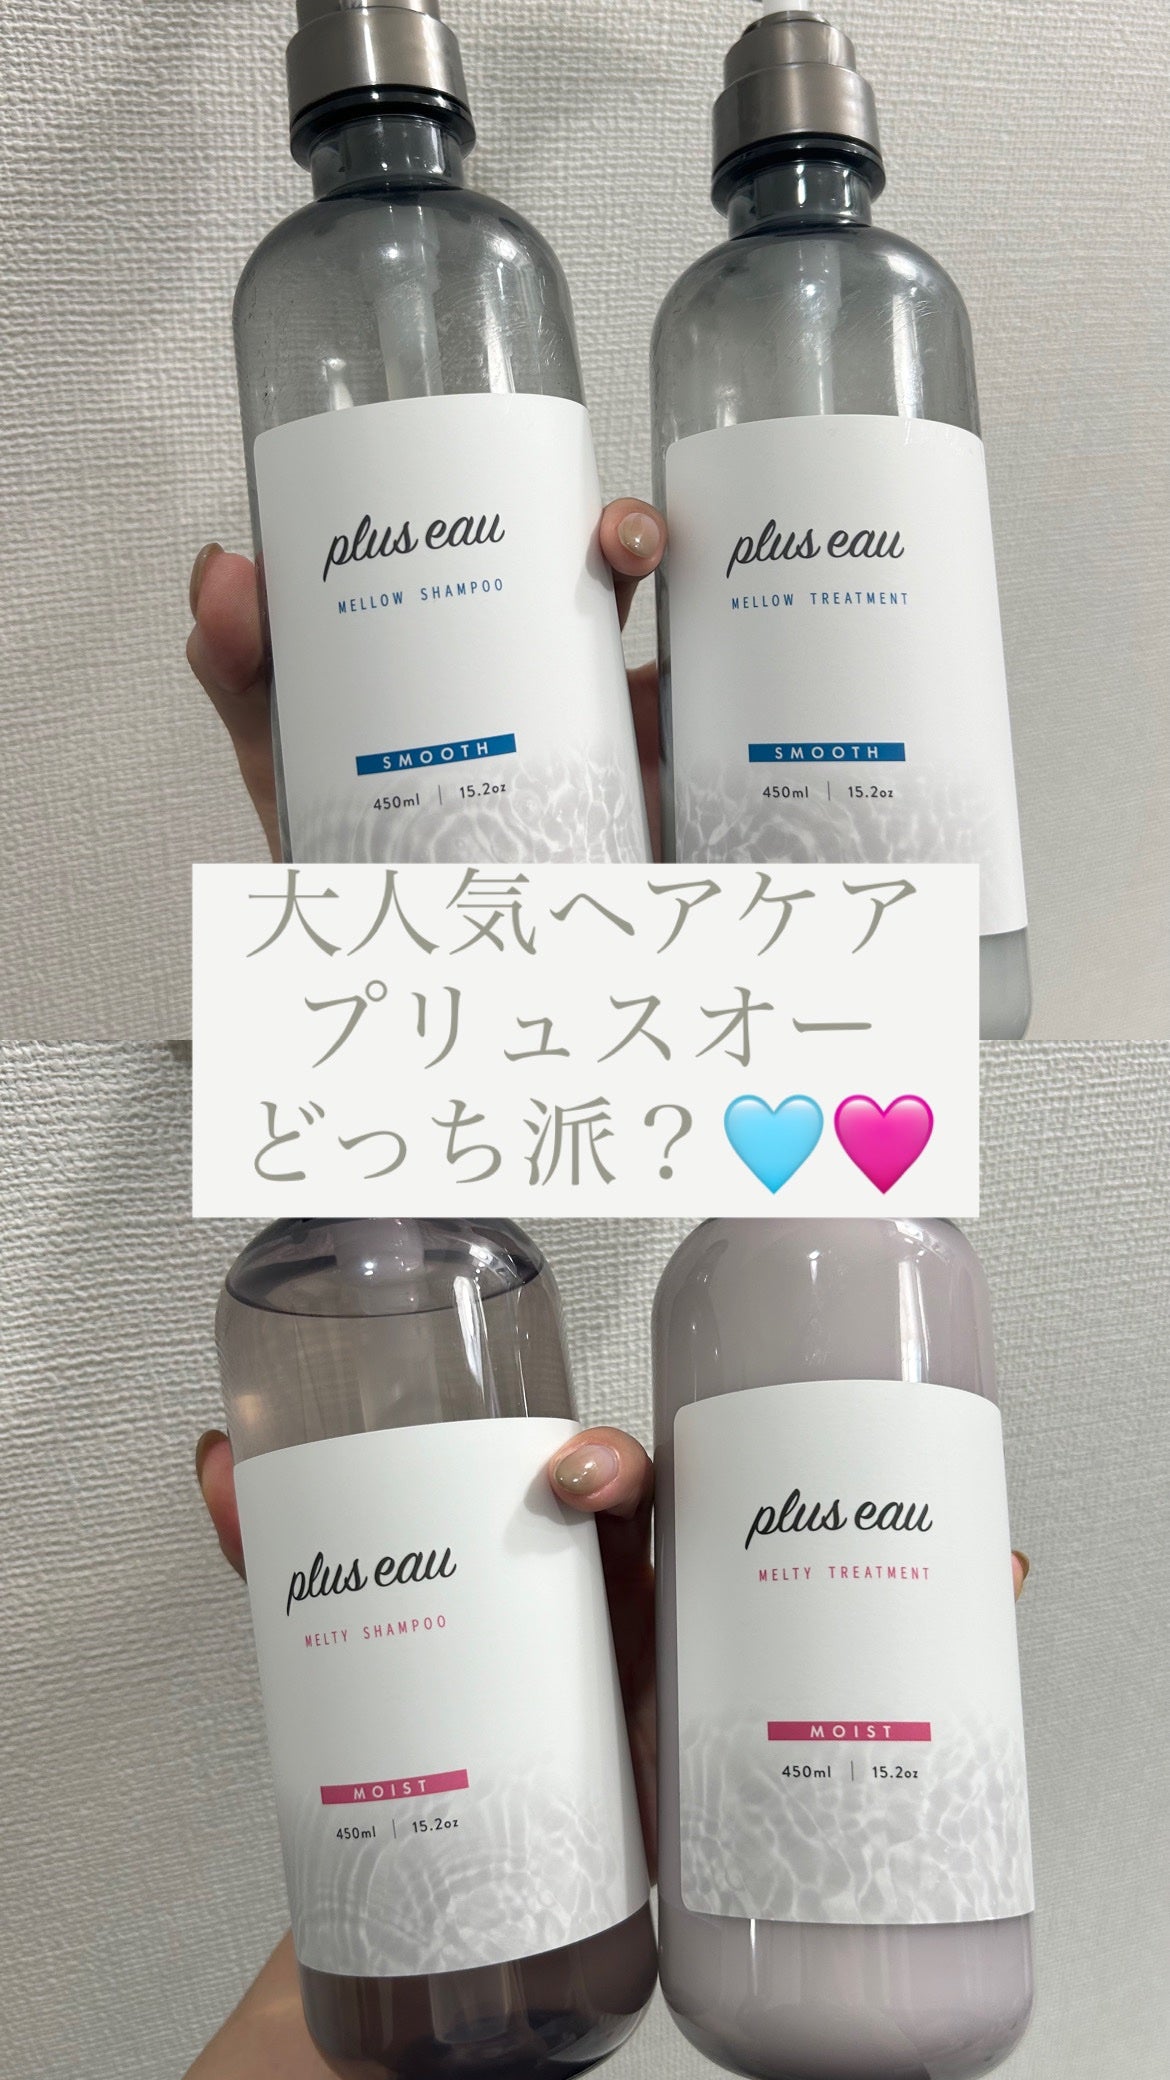 plus eau
MELLOW SHAMPOO
SMOOTH
450ml | 15.2oz
plus eau
MELLOW TREATMENT
SMOOTH
450ml | 15.2oz
大人気ヘアケア
プリュスオー
どっち派？🩵🩷
plus eau
MELTY SHAMPOO
MOIST
450ml | 15.2oz
plus eau
MELTY TREATMENT
MOIST
450ml | 15.2oz